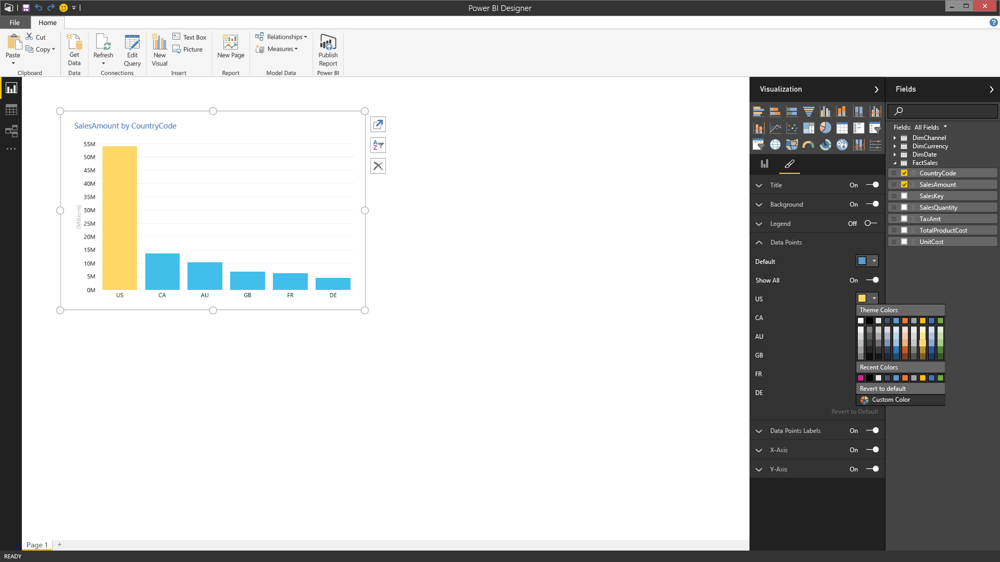 Power BI Designer
File
Home
?
Paste
Cut
Copy
Clipboard
Get Data
Data
Refresh
Edit Query
Connections
New Visual
Text Box
Picture
Insert
New Page
Report
Relationships
Measures
Model Data
Publish Report
Power BI
SalesAmount by CountryCode
(Millions)
55M
50M
45M
40M
35M
30M
25M
20M
15M
10M
5M
0M
US CA AU GB FR DE
A
Z
Visualization
Title On
Background On
Legend Off
Data Points
Default
Show All On
US
CA
AU
GB
FR
DE
Theme Colors
Recent Colors
Revert to default
Custom Color
Revert to Default
Data Points Labels On
X-Axis On
Y-Axis On
Fields
Fields: All Fields
DimChannel
DimCurrency
DimDate
FactSales
CountryCode
Σ SalesAmount
SalesKey
Σ SalesQuantity
Σ TaxAmt
Σ TotalProductCost
Σ UnitCost
Page 1 +
READY